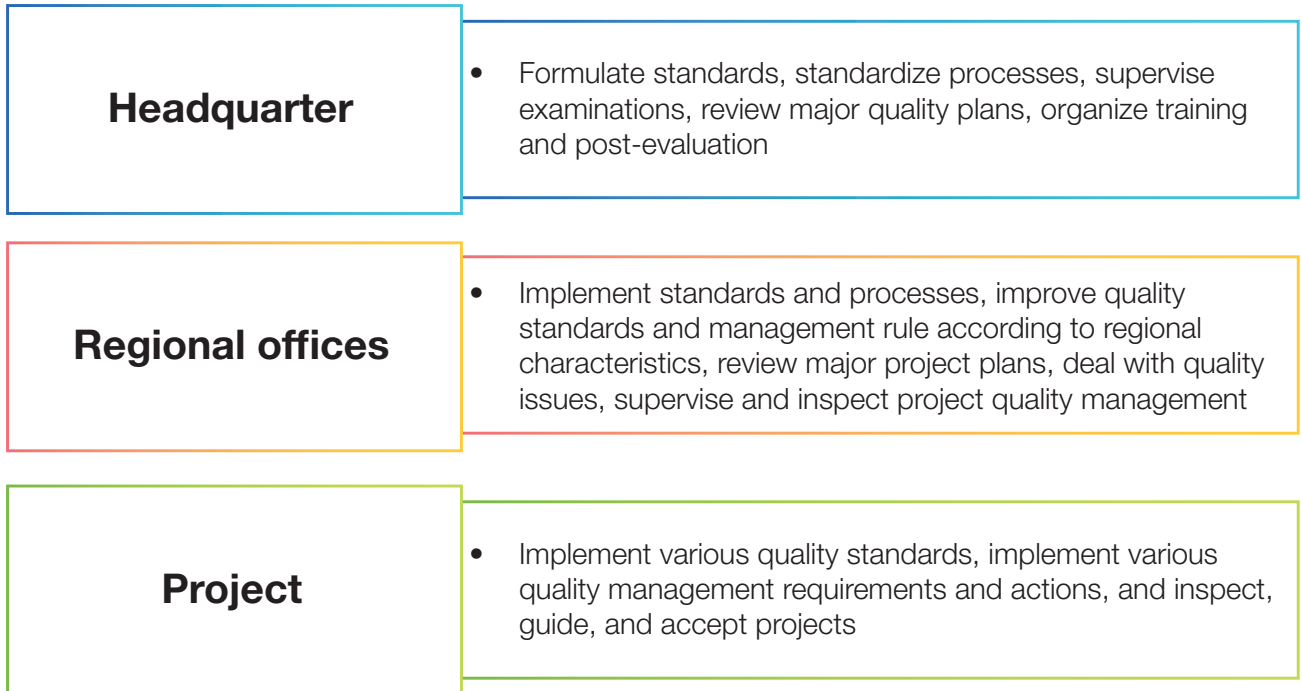 Headquarter
• Formulate standards, standardize processes, supervise
examinations, review major quality plans, organize training
and post-evaluation
Regional offices
• Implement standards and processes, improve quality
standards and management rule according to regional
characteristics, review major project plans, deal with quality
issues, supervise and inspect project quality management
Project
• Implement various quality standards, implement various
quality management requirements and actions, and inspect,
guide, and accept projects